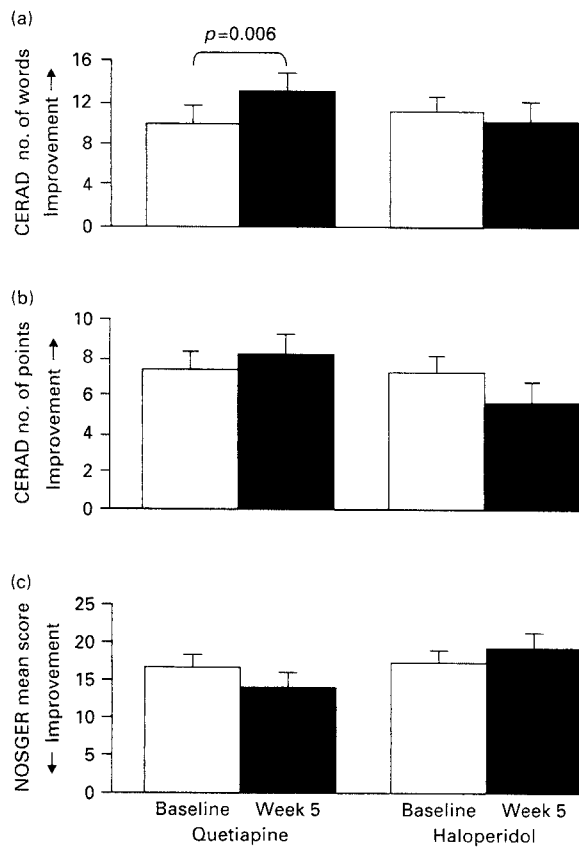 (a)
p=0.006
CERAD no. of words
Improvement →
16
12
8
4
0
(b)
CERAD no. of points
Improvement →
10
8
6
4
2
0
(c)
NOSGER mean score
← Improvement
25
20
15
10
5
0
Baseline Week 5 Baseline Week 5
Quetiapine Haloperidol